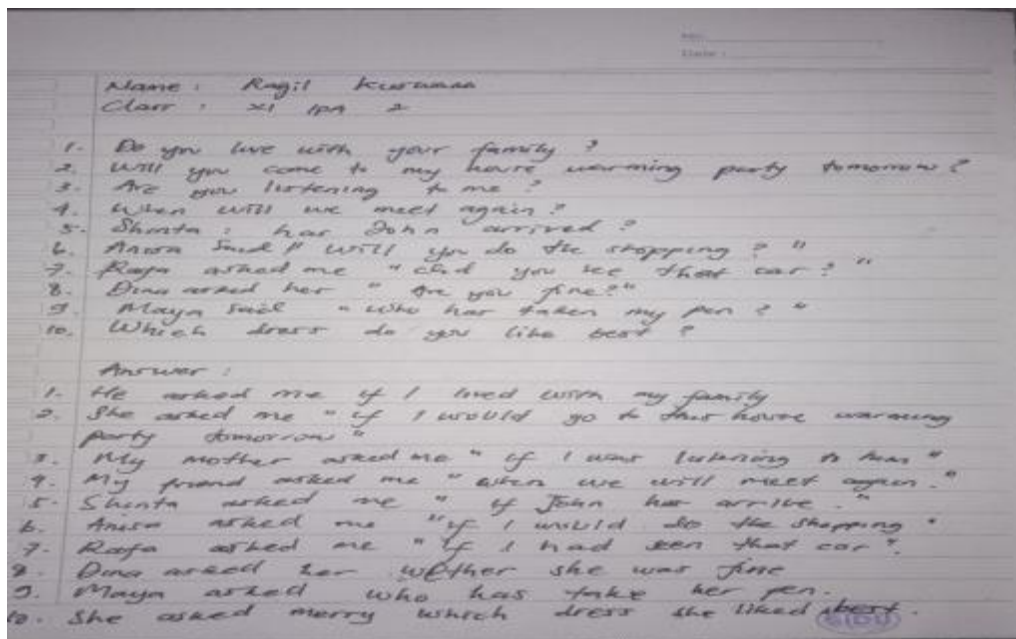 No:
Date:
Name : Ragil Kurniawan
Class : XI IPA 2
1. Do you live with your family ?
2. Will you come to my house warming party tomorrow ?
3. Are you listening to me ?
4. When will we meet again ?
5. Shinta : has John arrived ?
6. Anisa Said " will you do the shopping ? "
7. Rafa asked me " did you see that car ? "
8. Dina asked her " Are you fine ? "
9. Maya said " who has taken my pen ? "
10. Which dress do you like best ?
Answer :
1. He asked me if I lived with my family
2. She asked me " if I would go to house warming
party tomorrow "
3. My mother asked me " if I was listening to "
4. My friend asked me " when we will meet again . "
5. Shinta asked me " if John has arrive . "
6. Anisa asked me " if I would do the shopping "
7. Rafa asked me " if I had seen that car " .
8. Dina asked her wether she was fine
9. Maya asked who has take her pen .
10. She asked merry which dress she liked best .
SIDU